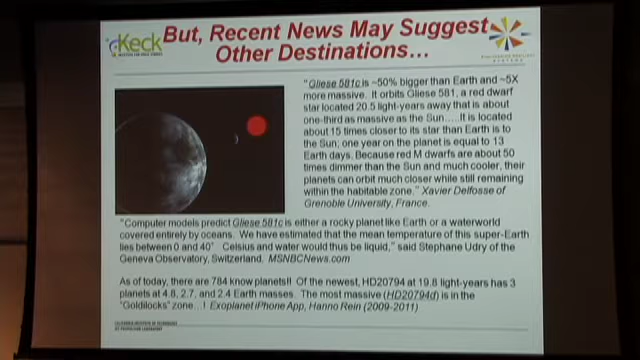 Keck
But, Recent News May Suggest
Other Destinations…
"Gliese 581c is ~50% bigger than Earth and ~5X
more massive. It orbits Gliese 581, a red dwarf
star located 20.5 light-years away that is about
one-third as massive as the Sun…..It is located
about 15 times closer to its star than Earth is to
the Sun; one year on the planet is equal to 13
Earth days. Because red M dwarfs are about 50
times dimmer than the Sun and much cooler, their
planets can orbit much closer while still remaining
within the habitable zone." Xavier Delfosse of
Grenoble University, France.
"Computer models predict Gliese 581c is either a rocky planet like Earth or a waterworld
covered entirely by oceans. We have estimated that the mean temperature of this super-Earth
lies between 0 and 40° Celsius and water would thus be liquid," said Stephane Udry of the
Geneva Observatory, Switzerland. MSNBCNews.com
As of today, there are 784 know planets!! Of the newest, HD20794 at 19.8 light-years has 3
planets at 4.8, 2.7, and 2.4 Earth masses. The most massive (HD20794d) is in the
"Goldilocks" zone…! Exoplanet iPhone App, Hanno Rein (2009-2011)
CALIFORNIA INSTITUTE OF TECHNOLOGY
JET PROPULSION LABORATORY